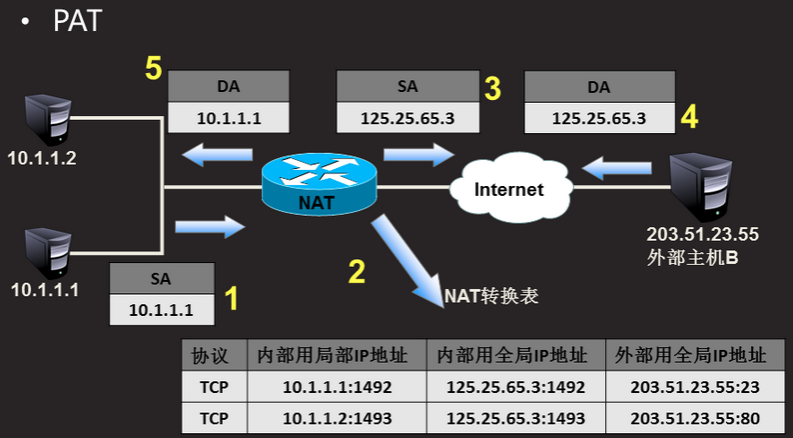 • PAT
5
DA
10.1.1.1
SA
125.25.65.3
3
DA
125.25.65.3
4
10.1.1.2
NAT
Internet
203.51.23.55
外部主机B
10.1.1.1
SA
10.1.1.1
1
2
NAT转换表
协议 内部用局部IP地址 内部用全局IP地址 外部用全局IP地址
TCP 10.1.1.1:1492 125.25.65.3:1492 203.51.23.55:23
TCP 10.1.1.2:1493 125.25.65.3:1493 203.51.23.55:80